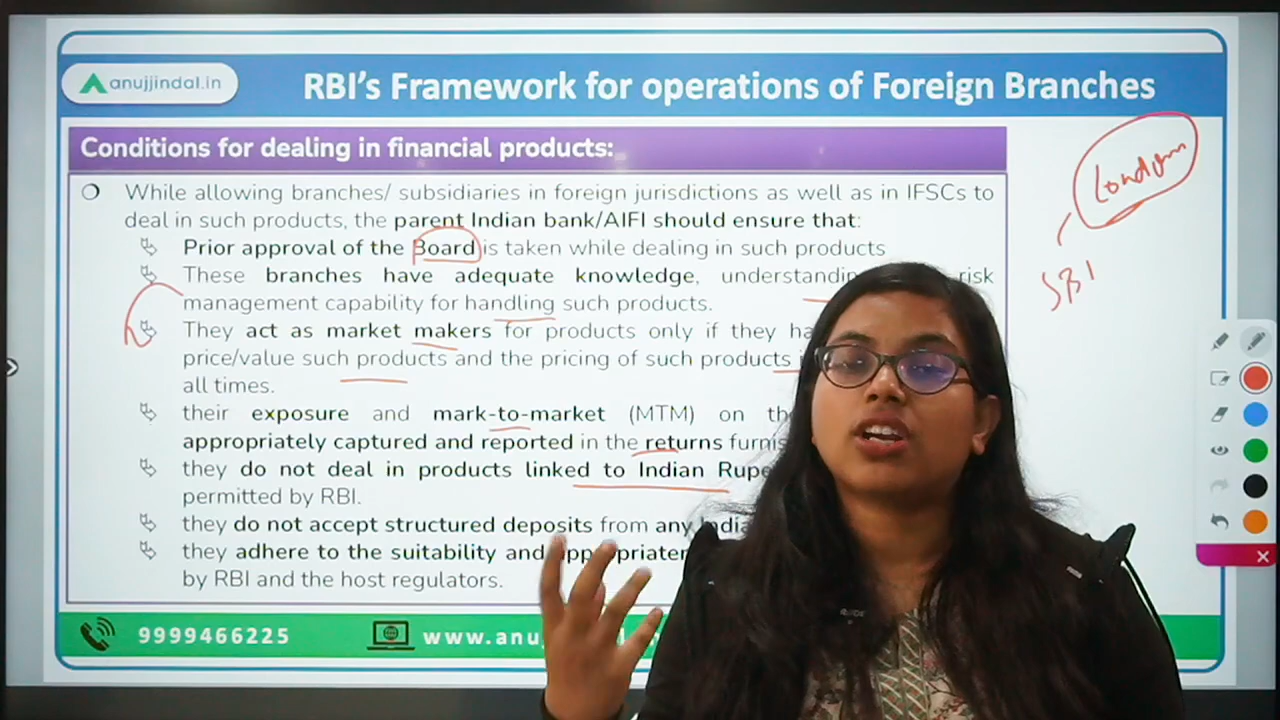 anujjindal.in
RBI's Framework for operations of Foreign Branches
Conditions for dealing in financial products:
While allowing branches/ subsidiaries in foreign jurisdictions as well as in IFSCs to
deal in such products, the parent Indian bank/AIFI should ensure that:
Prior approval of the Board is taken while dealing in such products
These branches have adequate knowledge, risk
management capability for handling such products.
They act as market makers for products only if they
price/value such products and the pricing of such products
all times.
their exposure and mark-to-market (MTM) on
appropriately captured and reported in the returns
they do not deal in products linked to Indian
permitted by RBI.
they do not accept structured deposits from any
they adhere to the suitability and
by RBI and the host regulators.
London
SBI
9999466225